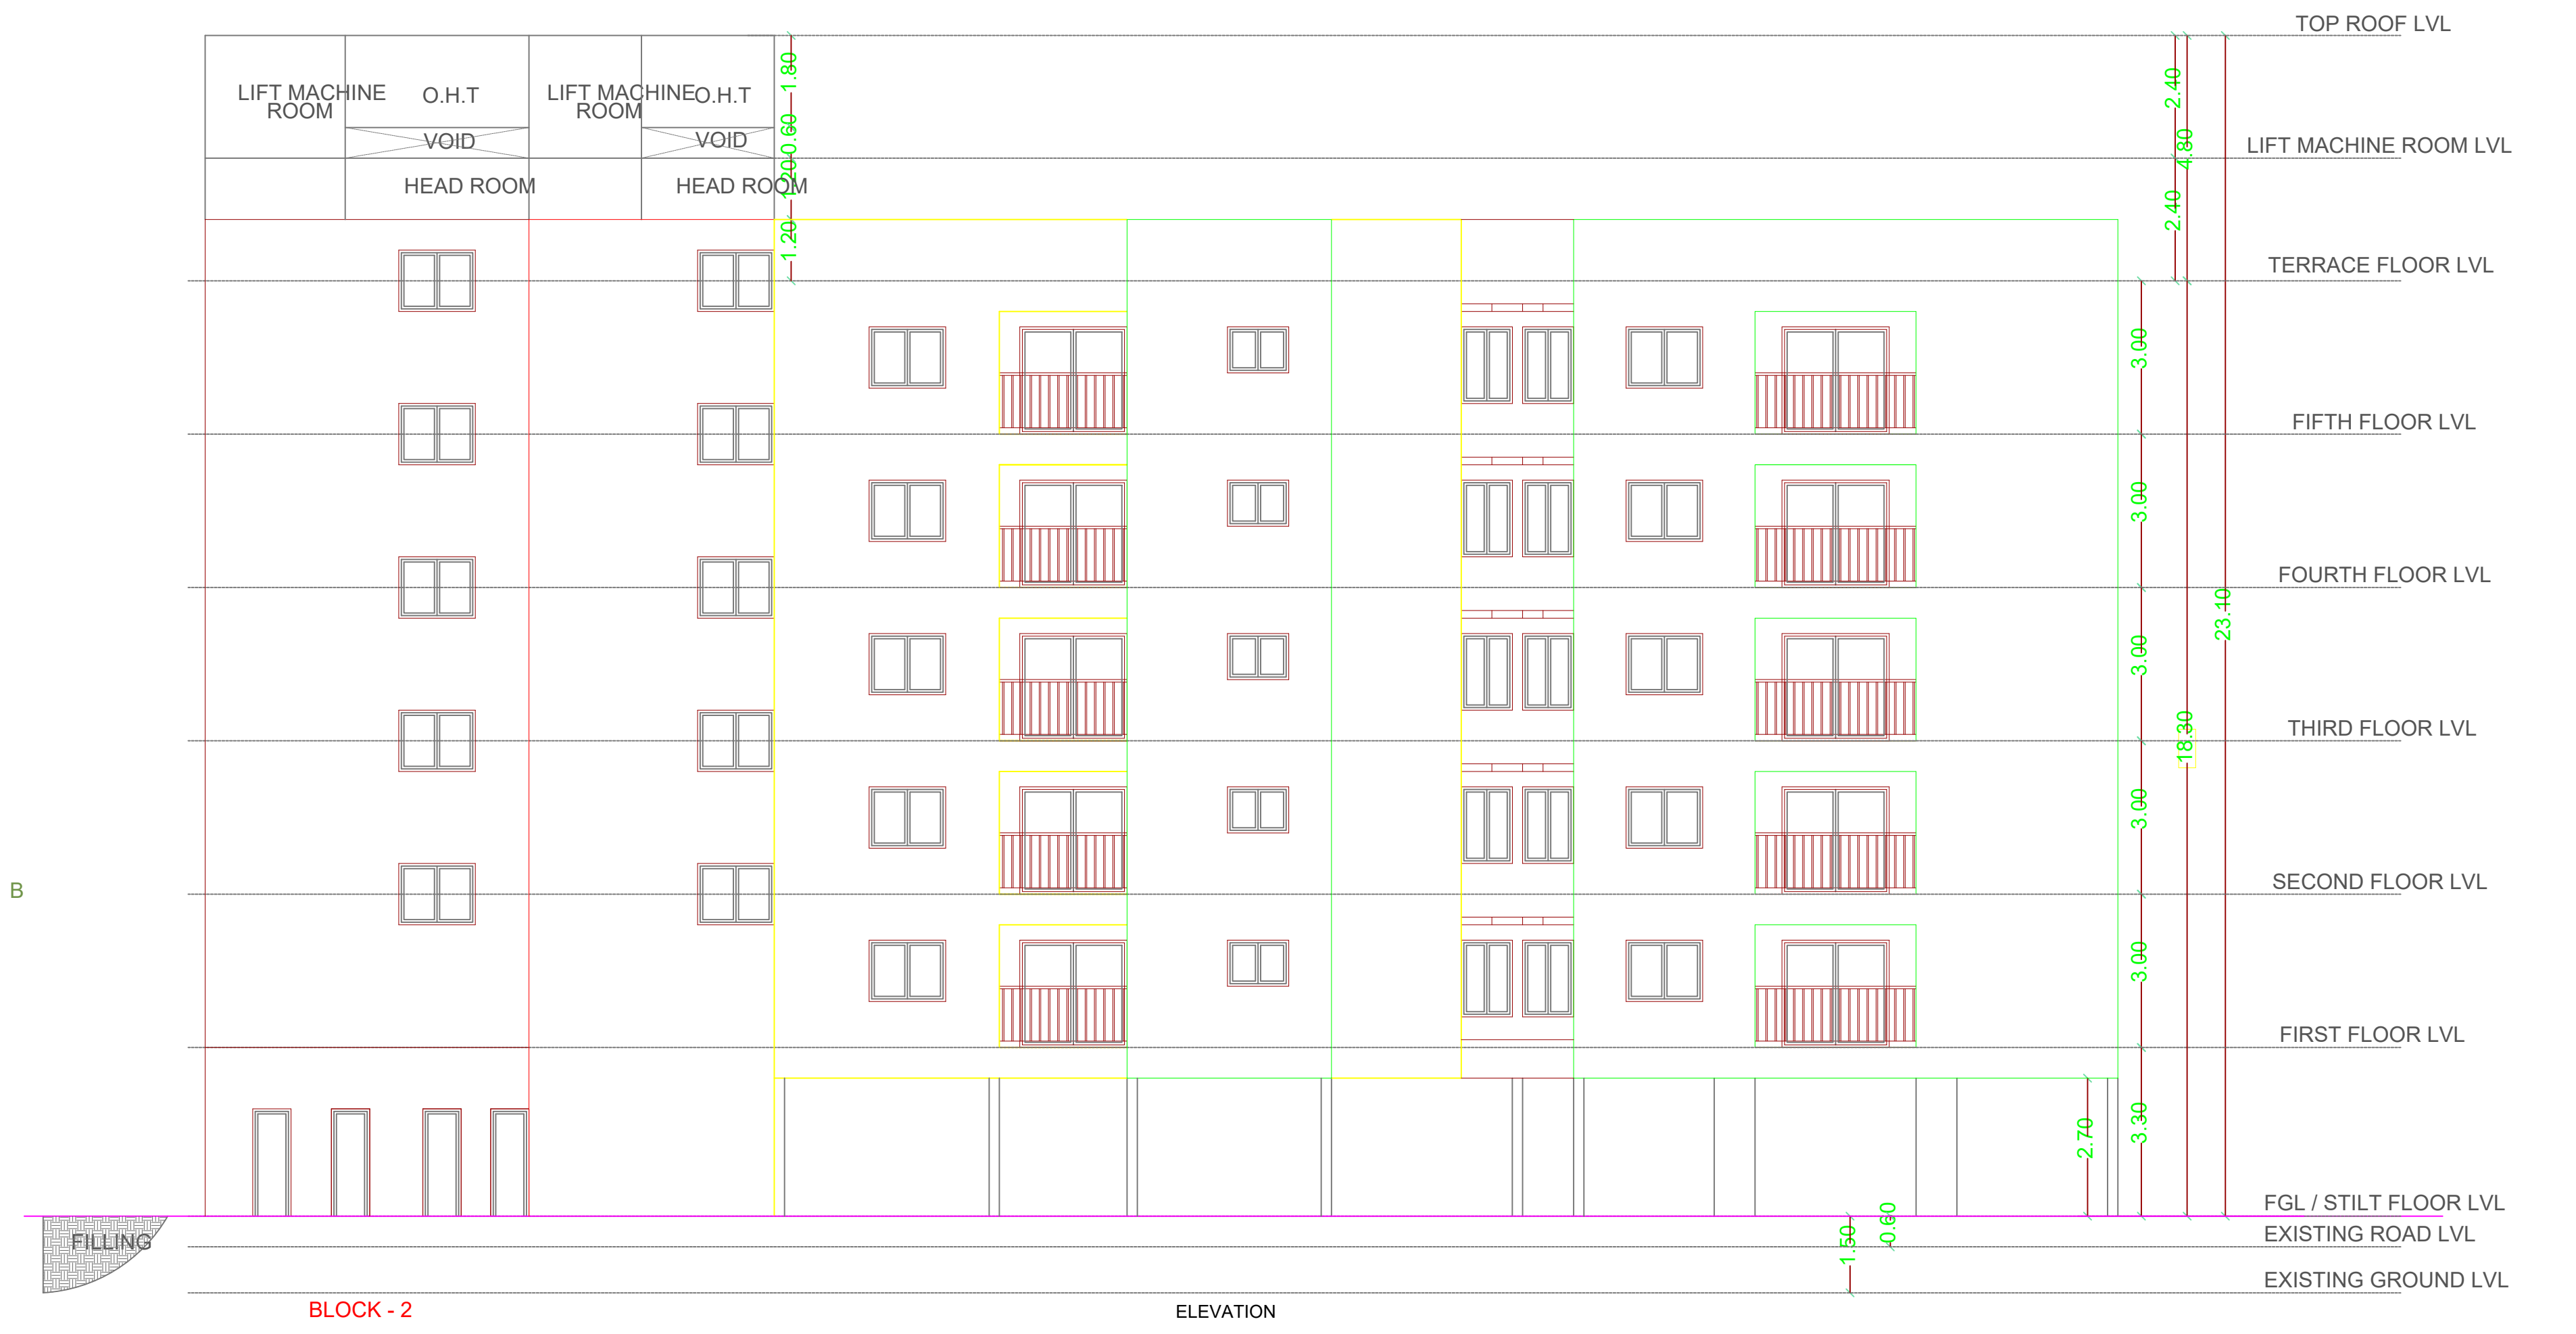 TOP ROOF LVL
1.80
2.40
LIFT MACHINE
ROOM
O.H.T
LIFT MACHINE
ROOM
O.H.T
0.60
VOID
VOID
4.80
LIFT MACHINE ROOM LVL
1.20
HEAD ROOM
HEAD ROOM
2.40
1.20
TERRACE FLOOR LVL
3.00
FIFTH FLOOR LVL
3.00
FOURTH FLOOR LVL
23.10
3.00
THIRD FLOOR LVL
18.30
3.00
B
SECOND FLOOR LVL
3.00
FIRST FLOOR LVL
2.70
3.30
FGL / STILT FLOOR LVL
0.60
EXISTING ROAD LVL
FILLING
1.50
EXISTING GROUND LVL
BLOCK - 2
ELEVATION